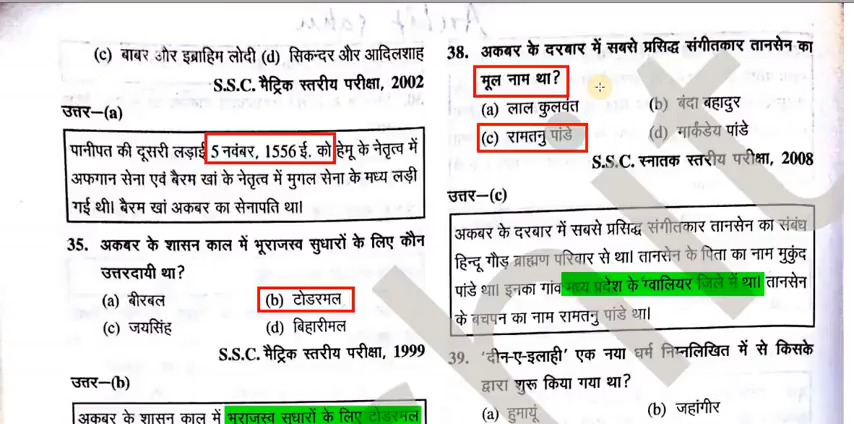 (c) बाबर और इब्राहिम लोदी (d) सिकन्दर और आदिलशाह
S.S.C. मैट्रिक स्तरीय परीक्षा, 2002
उत्तर—(a)
पानीपत की दूसरी लड़ाई 5 नवंबर, 1556 ई. को हेमू के नेतृत्व में
अफगान सेना एवं बैरम खां के नेतृत्व में मुगल सेना के मध्य लड़ी
गई थी। बैरम खां अकबर का सेनापति था।
35. अकबर के शासन काल में भूराजस्व सुधारों के लिए कौन
उत्तरदायी था?
(a) बीरबल (b) टोडरमल
(c) जयसिंह (d) बिहारीमल
S.S.C. मैट्रिक स्तरीय परीक्षा, 1999
उत्तर—(b)
अकबर के शासन काल में भूराजस्व सुधारों के लिए टोडरमल
38. अकबर के दरबार में सबसे प्रसिद्ध संगीतकार तानसेन का
मूल नाम था?
(a) लाल कुलवंत (b) बंदा बहादुर
(c) रामतनु पांडे (d) मार्कंडेय पांडे
S.S.C. स्नातक स्तरीय परीक्षा, 2008
उत्तर—(c)
अकबर के दरबार में सबसे प्रसिद्ध संगीतकार तानसेन का संबंध
हिन्दू गौड़ ब्राह्मण परिवार से था। तानसेन के पिता का नाम मुकुंद
पांडे था। इनका गांव मध्य प्रदेश के ग्वालियर जिले में था। तानसेन
के बचपन का नाम रामतनु पांडे था।
39. 'दीन-ए-इलाही' एक नया धर्म निम्नलिखित में से किसके
द्वारा शुरू किया गया था?
(a) हुमायूं (b) जहांगीर